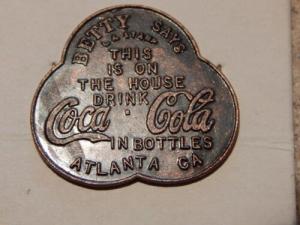 BETTY SAYS
THIS
IS ON
THE HOUSE
DRINK
Coca-Cola
IN BOTTLES
ATLANTA GA